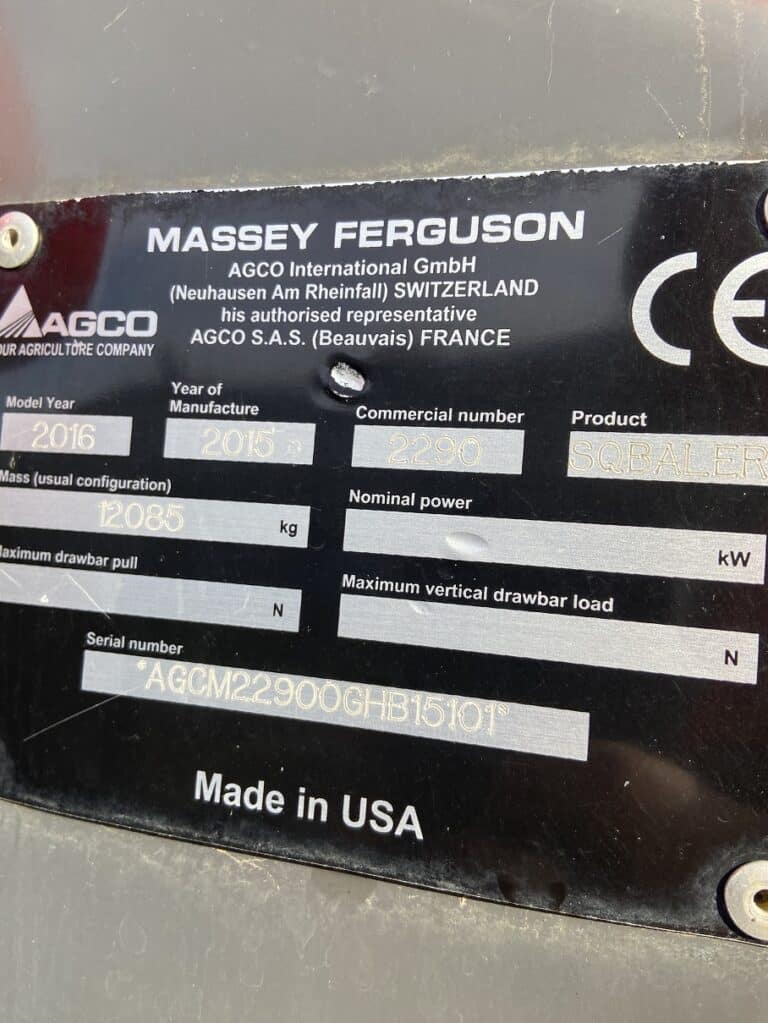 MASSEY FERGUSON
AGCO International GmbH
(Neuhausen Am Rheinfall) SWITZERLAND
his authorised representative
AGCO S.A.S. (Beauvais) FRANCE
CE
AGCO
OUR AGRICULTURE COMPANY
Model Year
2016
Year of
Manufacture
2015
Commercial number
2290
Product
SQBALER
Mass (usual configuration)
12085 kg
Nominal power
kW
Maximum drawbar pull
N
Maximum vertical drawbar load
N
Serial number
*AGCM22900GHB15101*
Made in USA